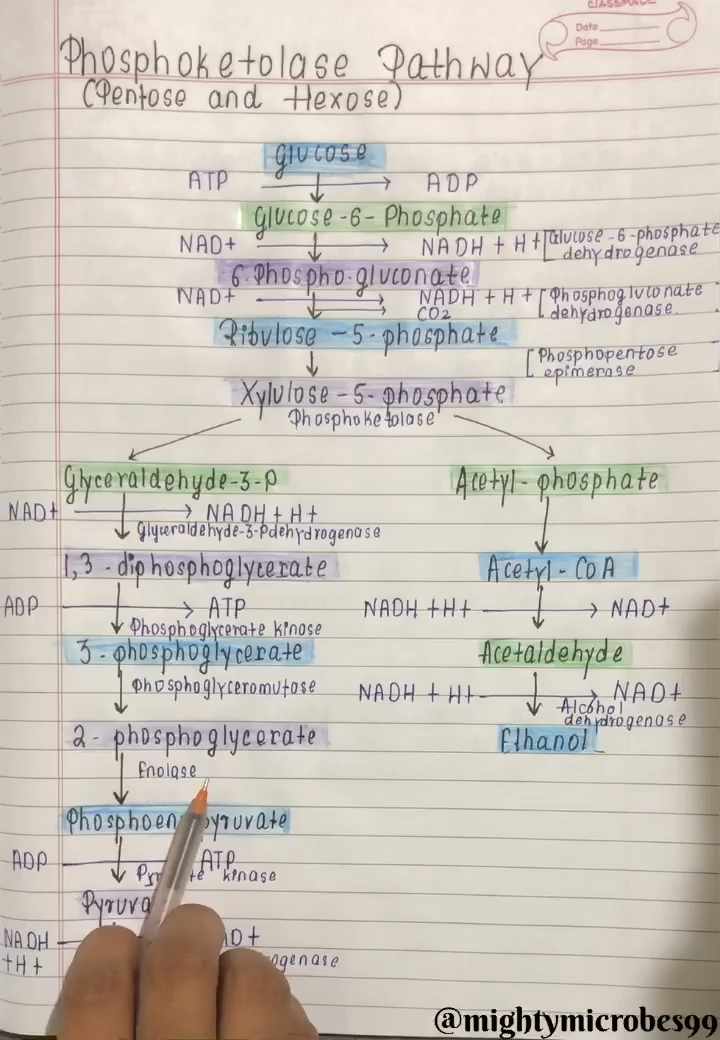 CLASSMATE
Date
Page
Phosphoketolase Pathway
(Pentose and Hexose)
Glucose
ATP ADP
Glucose-6-Phosphate
NAD+ NADH + H+ [Glucose-6-phosphate dehydrogenase
6.Phospho.gluconate
NAD+ NADH + H+ [Phosphogluconate dehydrogenase.
CO2
Ribulose-5-phosphate
[Phosphopentose epimerase
Xylulose-5-phosphate
Phosphoketolase
Glyceraldehyde-3-P
NAD+ NADH + H+
Glyceraldehyde-3-Pdehydrogenase
1,3-diphosphoglycerate
ADP ATP
Phosphoglycerate kinase
3-phosphoglycerate
Phosphoglyceromutose
2-phosphoglycerate
Enolase
ADP ATP
kinase
NADH
+H+
Acetyl-phosphate
Acetyl-CoA
NADH +H+ NAD+
Acetaldehyde
NADH + H+ NAD+
Alcohol
dehydrogenase
Ethanol
@mightymicrobes99